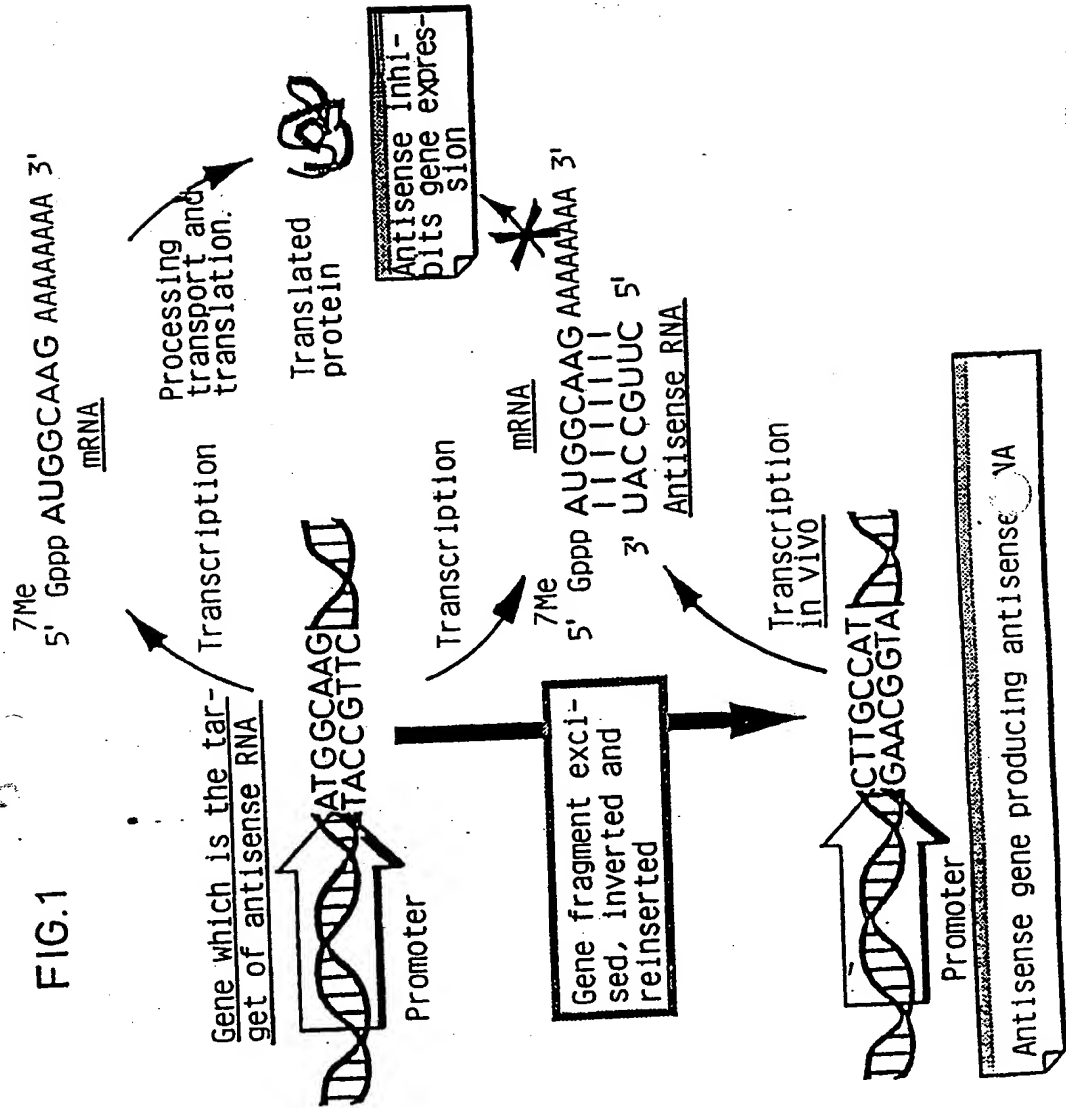 FIG.1
7Me
5' Gppp AUGGCAAG AAAAAAAA 3'
mRNA
Gene which is the tar-
get of antisense RNA
Transcription
Processing
transport and
translation.
ATGGCAAG
TACCGTTC
Promoter
Translated
protein
Antisense inhi-
bits gene expres-
sion
Transcription
mRNA
7Me
5' Gppp AUGGCAAG AAAAAAAA 3'
3' UACCGUUC 5'
Antisense RNA
Gene fragment exci-
sed, inverted and
reinserted
Transcription
in vivo
CTTGCCAT
GAACGGTA
Promoter
Antisense gene producing antisense NA